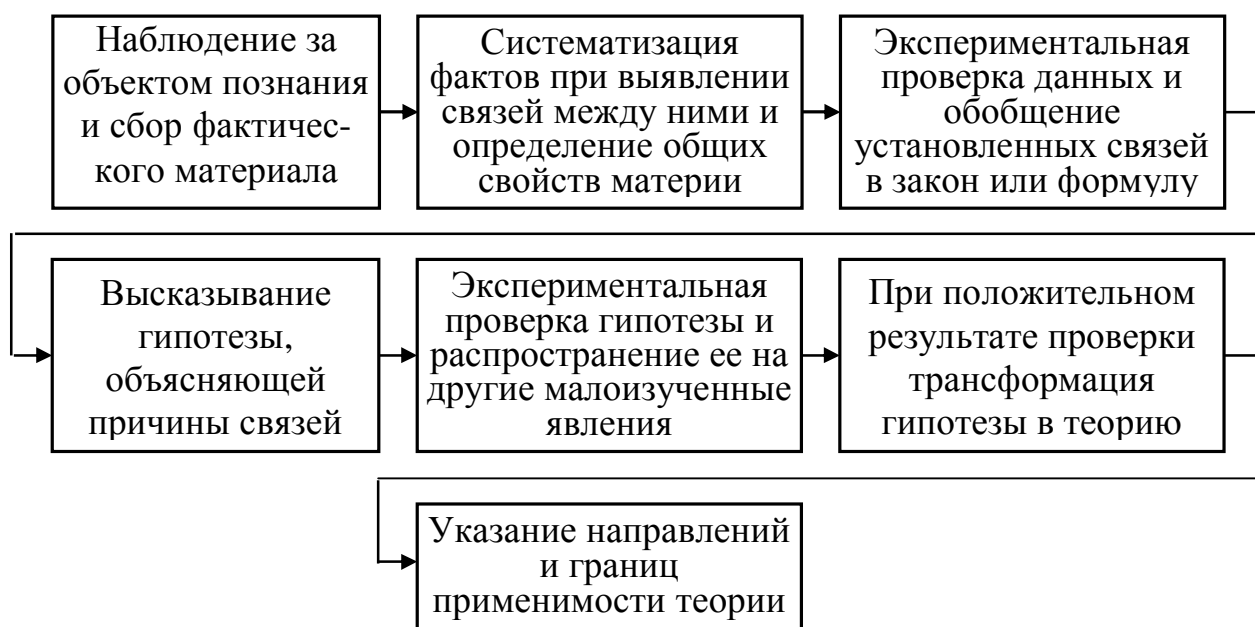 Наблюдение за
объектом познания
и сбор фактичес-
кого материала
Систематизация
фактов при выявлении
связей между ними и
определение общих
свойств материи
Экспериментальная
проверка данных и
обобщение
установленных связей
в закон или формулу
Высказывание
гипотезы,
объясняющей
причины связей
Экспериментальная
проверка гипотезы и
распространение ее на
другие малоизученные
явления
При положительном
результате проверки
трансформация
гипотезы в теорию
Указание направлений
и границ
применимости теории